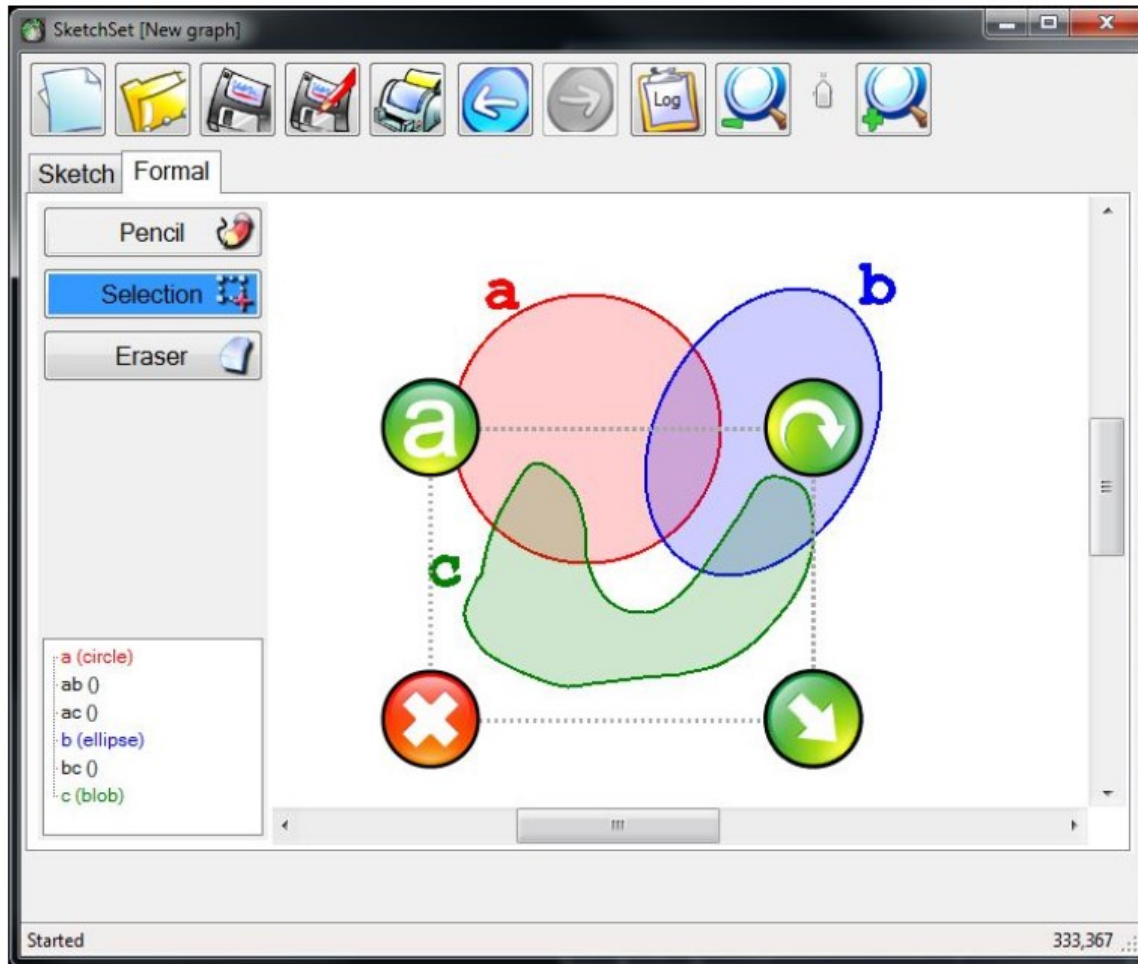 SketchSet [New graph]
Log
Sketch Formal
Pencil
Selection
Eraser
a
b
a
c
a (circle)
ab ()
ac ()
b (ellipse)
bc ()
c (blob)
Started 333,367